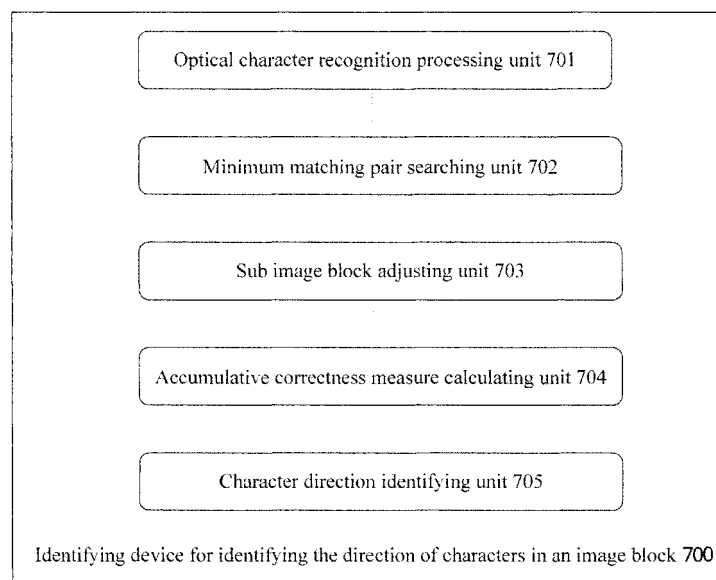 Optical character recognition processing unit 701
Minimum matching pair searching unit 702
Sub image block adjusting unit 703
Accumulative correctness measure calculating unit 704
Character direction identifying unit 705
Identifying device for identifying the direction of characters in an image block 700